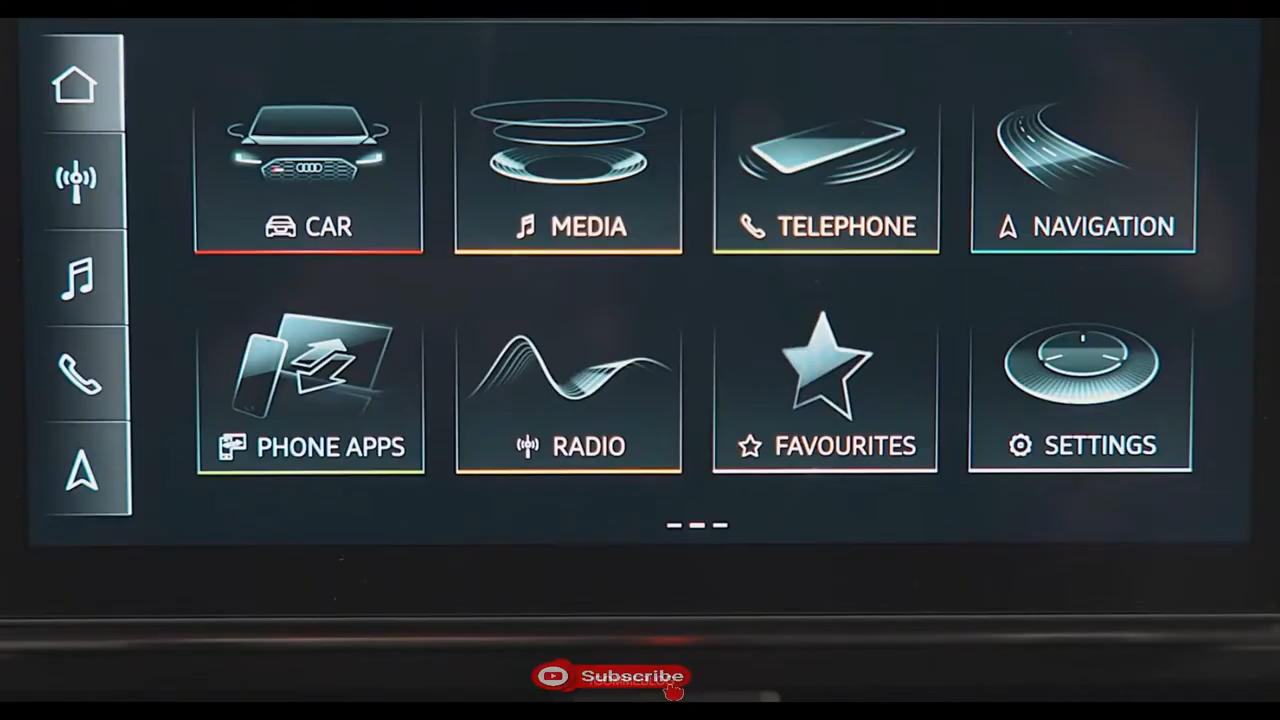 CAR
MEDIA
TELEPHONE
NAVIGATION
PHONE APPS
RADIO
FAVOURITES
SETTINGS
Subscribe